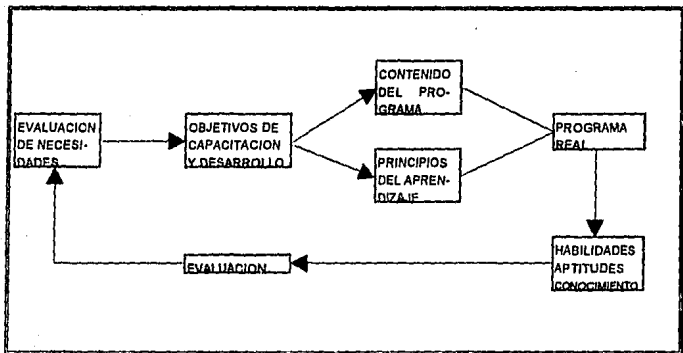 CONTENIDO
DEL PRO-
GRAMA
EVALUACION
DE NECESI-
DADES
OBJETIVOS DE
CAPACITACION
Y DESARROLLO
PROGRAMA
REAL
PRINCIPIOS
DEL APREN-
DIZAJE
HABILIDADES
APTITUDES
CONOCIMIENTO
EVALUACION